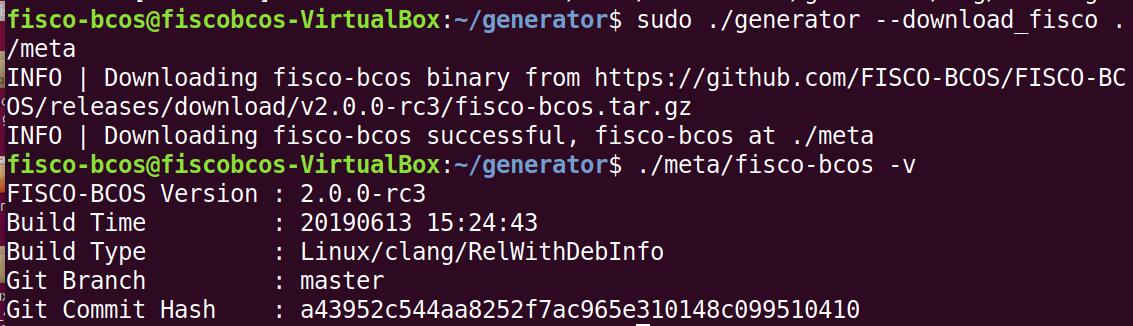 fisco-bcos@fiscobcos-VirtualBox:~/generator$ sudo ./generator --download_fisco .
/meta
INFO | Downloading fisco-bcos binary from https://github.com/FISCO-BCOS/FISCO-BC
OS/releases/download/v2.0.0-rc3/fisco-bcos.tar.gz
INFO | Downloading fisco-bcos successful, fisco-bcos at ./meta
fisco-bcos@fiscobcos-VirtualBox:~/generator$ ./meta/fisco-bcos -v
FISCO-BCOS Version : 2.0.0-rc3
Build Time         : 20190613 15:24:43
Build Type         : Linux/clang/RelWithDebInfo
Git Branch         : master
Git Commit Hash    : a43952c544aa8252f7ac965e310148c099510410